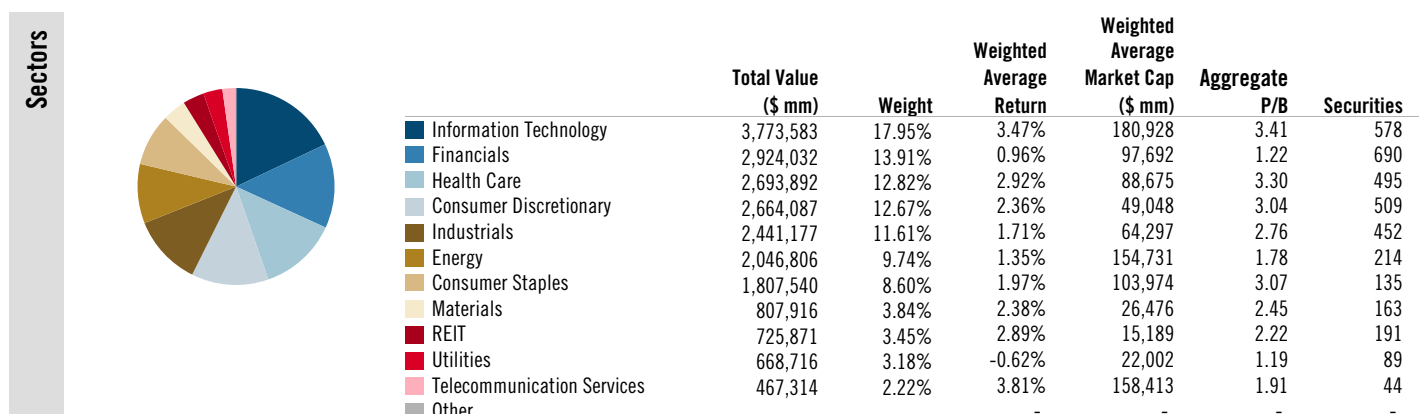 Sectors
Total Value
($ mm)
Weight
Weighted
Average
Return
Weighted
Average
Market Cap
($ mm)
Aggregate
P/B
Securities
Information Technology 3,773,583 17.95% 3.47% 180,928 3.41 578
Financials 2,924,032 13.91% 0.96% 97,692 1.22 690
Health Care 2,693,892 12.82% 2.92% 88,675 3.30 495
Consumer Discretionary 2,664,087 12.67% 2.36% 49,048 3.04 509
Industrials 2,441,177 11.61% 1.71% 64,297 2.76 452
Energy 2,046,806 9.74% 1.35% 154,731 1.78 214
Consumer Staples 1,807,540 8.60% 1.97% 103,974 3.07 135
Materials 807,916 3.84% 2.38% 26,476 2.45 163
REIT 725,871 3.45% 2.89% 15,189 2.22 191
Utilities 668,716 3.18% -0.62% 22,002 1.19 89
Telecommunication Services 467,314 2.22% 3.81% 158,413 1.91 44
Other - - - -